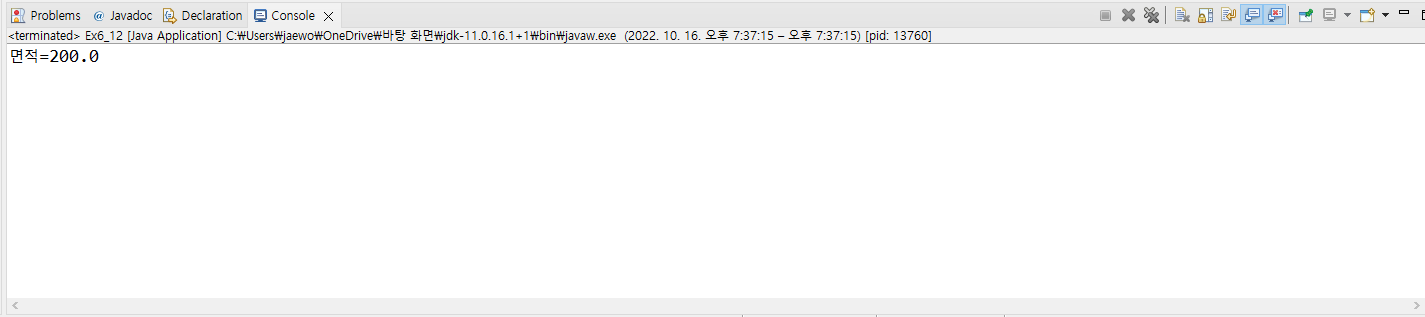 Problems @ Javadoc Declaration Console
<terminated> Ex6_12 [Java Application] C:₩Users₩jaewo₩OneDrive₩바탕 화면₩jdk-11.0.16.1+1₩bin₩javaw.exe (2022. 10. 16. 오후 7:37:15 – 오후 7:37:15) [pid: 13760]
면적=200.0